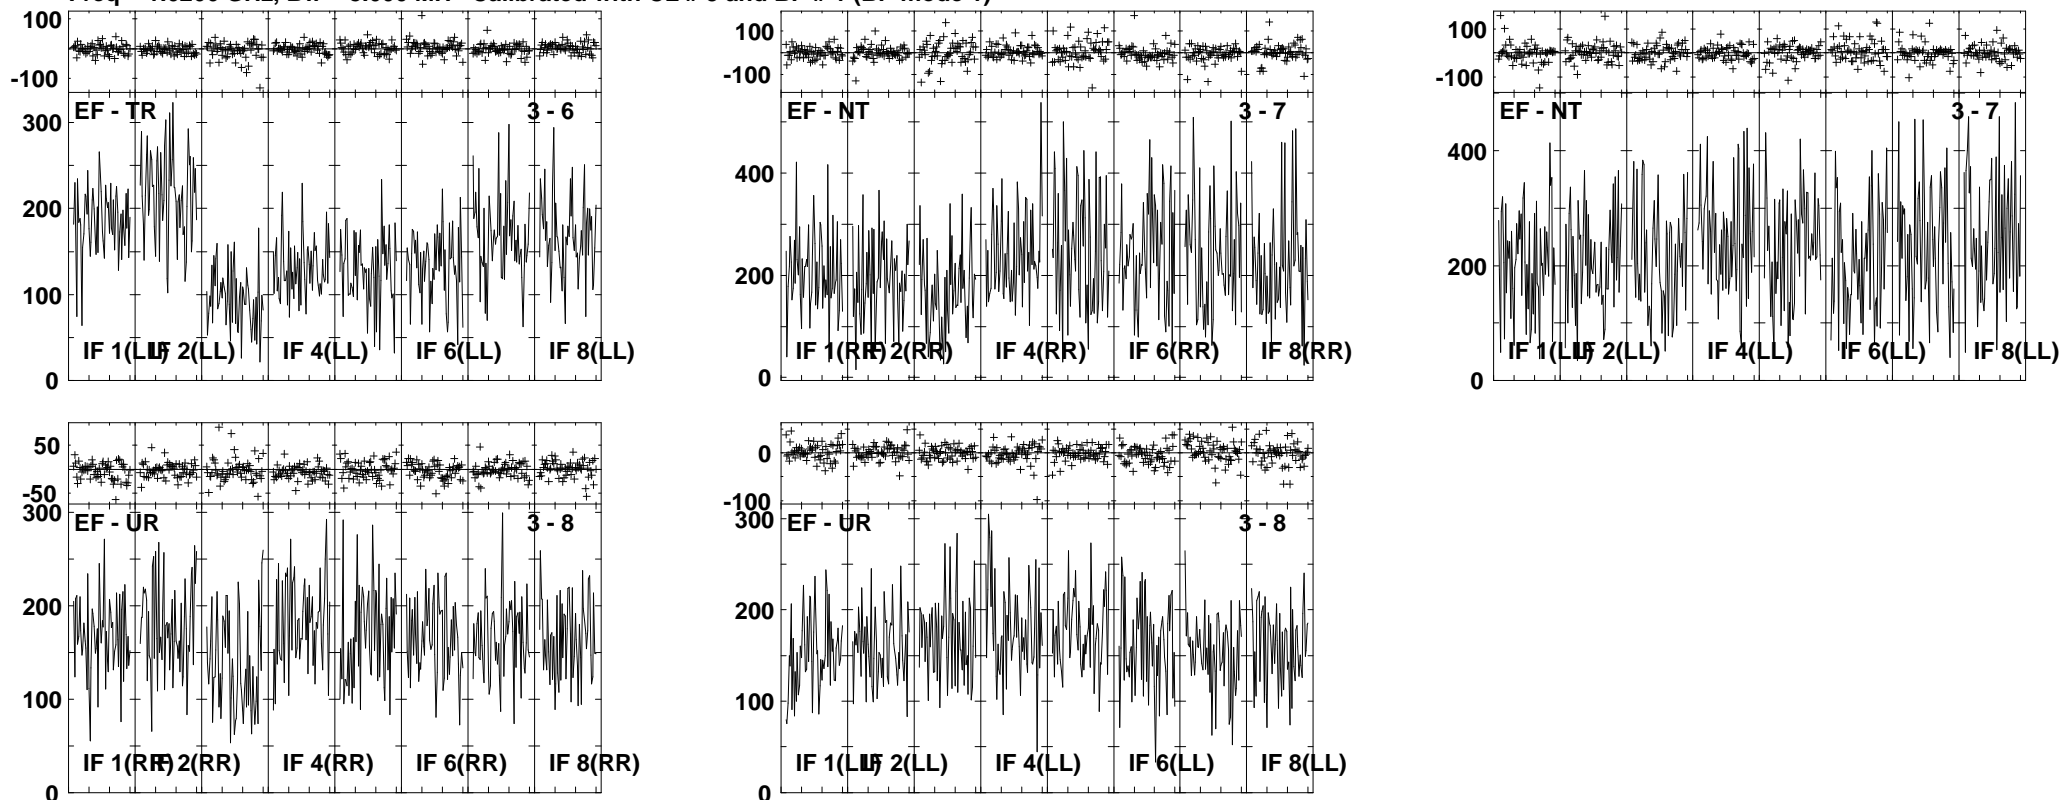 100
-100
EF - TR 3 - 6
300
200
100
0
IF 1(LL) IF 2(LL) IF 4(LL) IF 6(LL) IF 8(LL)
100
-100
EF - NT 3 - 7
400
200
0
IF 1(RR) IF 2(RR) IF 4(RR) IF 6(RR) IF 8(RR)
100
-100
EF - NT 3 - 7
400
200
0
IF 1(LL) IF 2(LL) IF 4(LL) IF 6(LL) IF 8(LL)
50
-50
300
EF - UR 3 - 8
200
100
0
IF 1(RR) IF 2(RR) IF 4(RR) IF 6(RR) IF 8(RR)
0
-100
300
EF - UR 3 - 8
200
100
0
IF 1(LL) IF 2(LL) IF 4(LL) IF 6(LL) IF 8(LL)